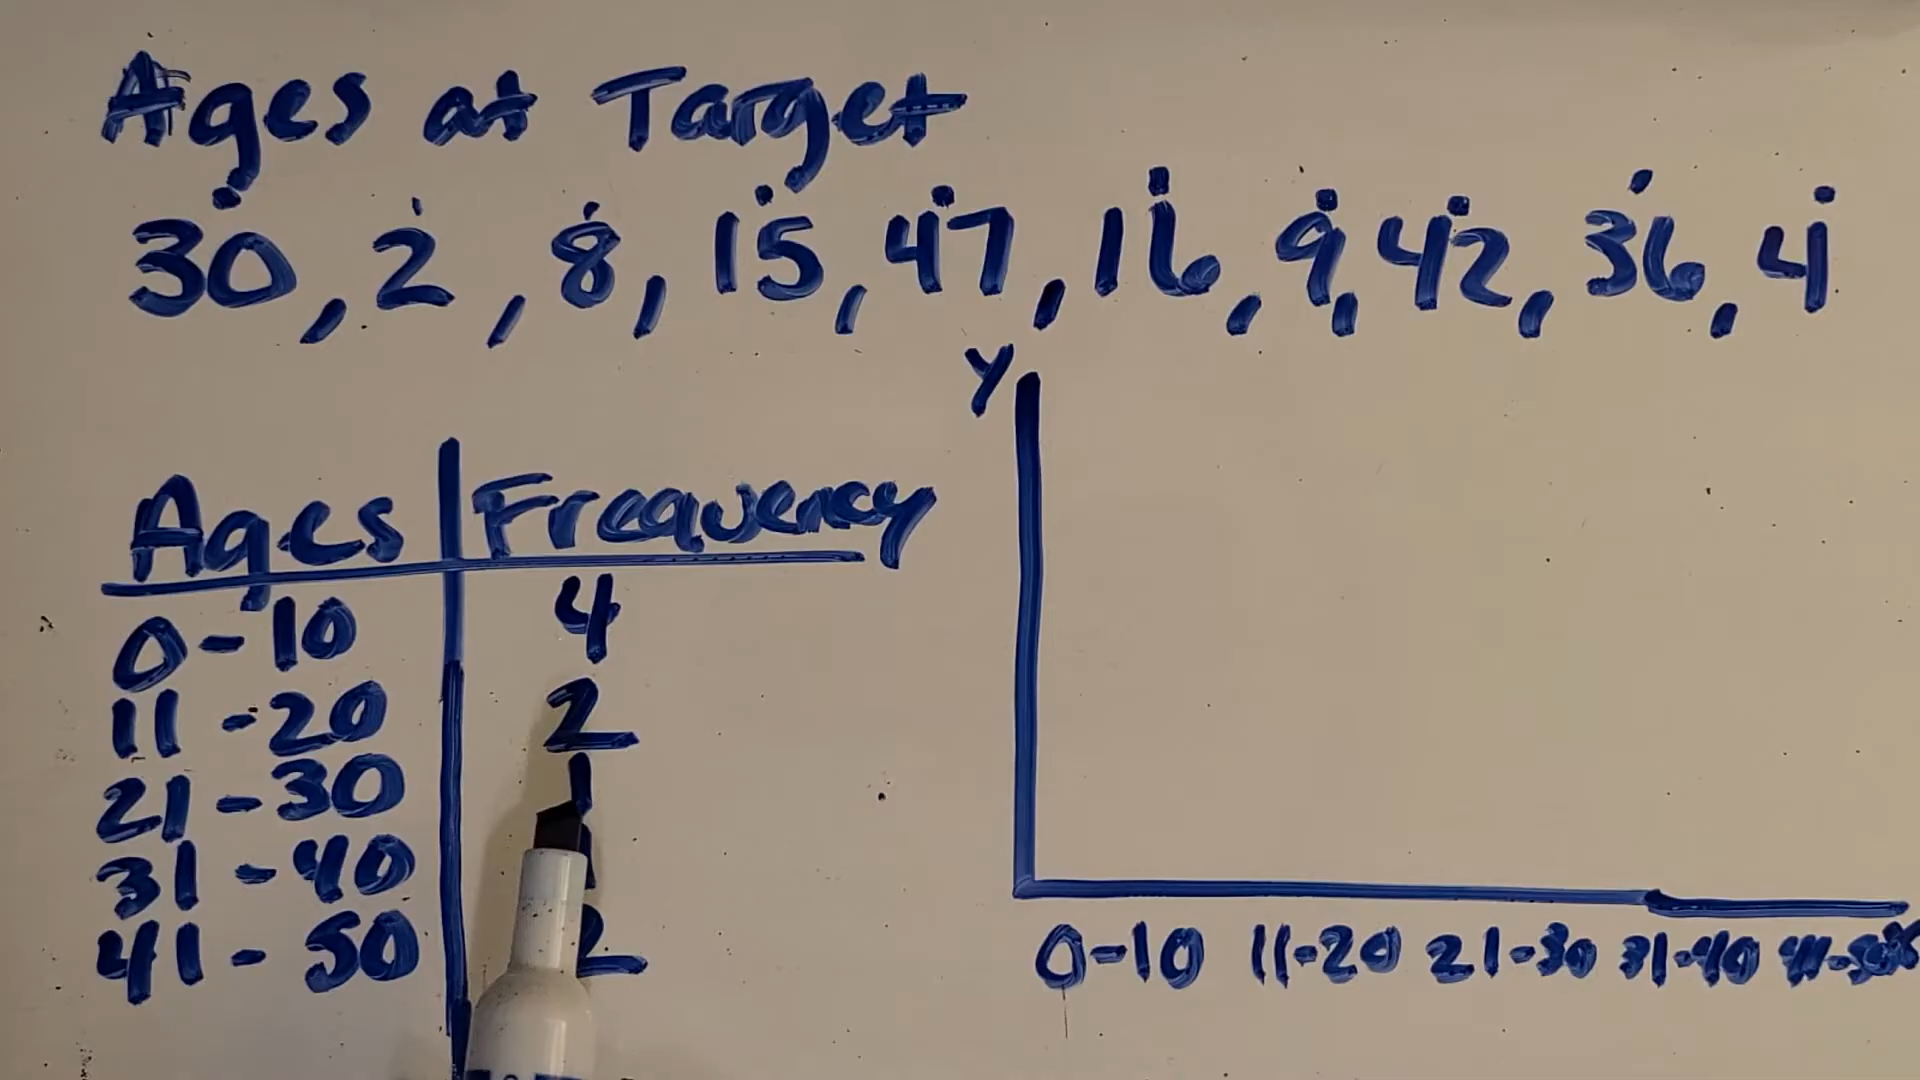 Ages at Target
30, 2, 8, 15, 47, 16, 9, 42, 36, 4
y
Ages Frequency
0-10 4
11-20 2
21-30 1
31-40
41-50 2
0-10 11-20 21-30 31-40 41-50